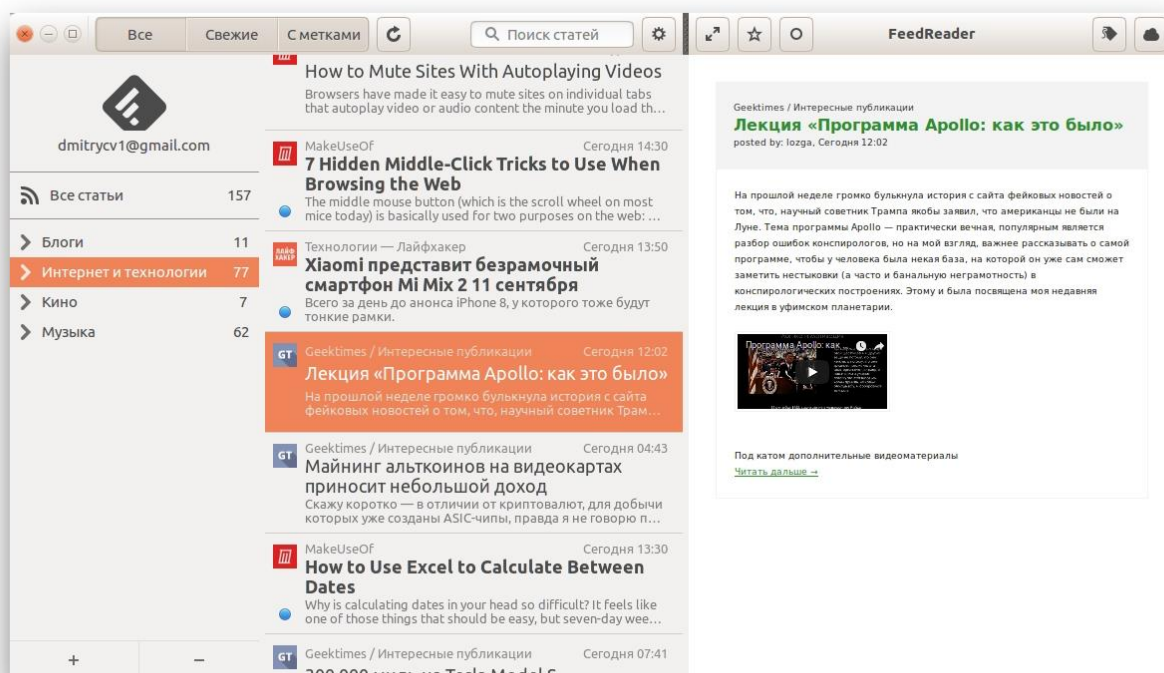 Все
Свежие
С метками
Поиск статей
FeedReader
dmitrycv1@gmail.com
Все статьи 157
Блоги 11
Интернет и технологии 77
Кино 7
Музыка 62
+ −
How to Mute Sites With Autoplaying Videos
Browsers have made it easy to mute sites on individual tabs
that autoplay video or audio content the minute you load th…
MakeUseOf Сегодня 14:30
7 Hidden Middle-Click Tricks to Use When
Browsing the Web
The middle mouse button (which is the scroll wheel on most
mice today) is basically used for two purposes on the web: …
ЛАЙФ
ХАКЕР
Технологии — Лайфхакер Сегодня 13:50
Xiaomi представит безрамочный
смартфон Mi Mix 2 11 сентября
Всего за день до анонса iPhone 8, у которого тоже будут
тонкие рамки.
GT
Geektimes / Интересные публикации Сегодня 12:02
Лекция «Программа Apollo: как это было»
На прошлой неделе громко булькнула история с сайта
фейковых новостей о том, что, научный советник Трам…
GT
Geektimes / Интересные публикации Сегодня 04:43
Майнинг альткоинов на видеокартах
приносит небольшой доход
Скажу коротко — в отличии от криптовалют, для добычи
которых уже созданы ASIC-чипы, правда я не говорю п…
MakeUseOf Сегодня 13:30
How to Use Excel to Calculate Between
Dates
Why is calculating dates in your head so difficult? It feels like
one of those things that should be easy, but seven-day wee…
GT
Geektimes / Интересные публикации Сегодня 07:41
300 000 миль на Tesla Model S
Geektimes / Интересные публикации
Лекция «Программа Apollo: как это было»
posted by: lozga, Сегодня 12:02
На прошлой неделе громко булькнула история с сайта фейковых новостей о
том, что, научный советник Трампа якобы заявил, что американцы не были на
Луне. Тема программы Apollo — практически вечная, популярным является
разбор ошибок конспирологов, но на мой взгляд, важнее рассказывать о самой
программе, чтобы у человека была некая база, на которой он уже сам сможет
заметить нестыковки (а часто и банальную неграмотность) в
конспирологических построениях. Этому и была посвящена моя недавняя
лекция в уфимском планетарии.
Программа Apollo: как…
Под катом дополнительные видеоматериалы
Читать дальше →